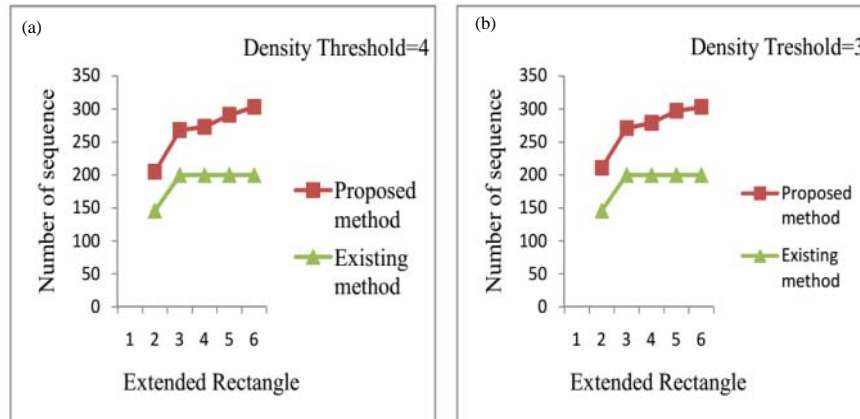 (a)
Density Threshold=4
350
300
250
200
150
100
50
0
Number of sequence
1 2 3 4 5 6
Extended Rectangle
Proposed
method
Existing
method
(b)
Density Treshold=3
350
300
250
200
150
100
50
0
Number of sequence
1 2 3 4 5 6
Extended Rectangle
Proposed
method
Existing
method